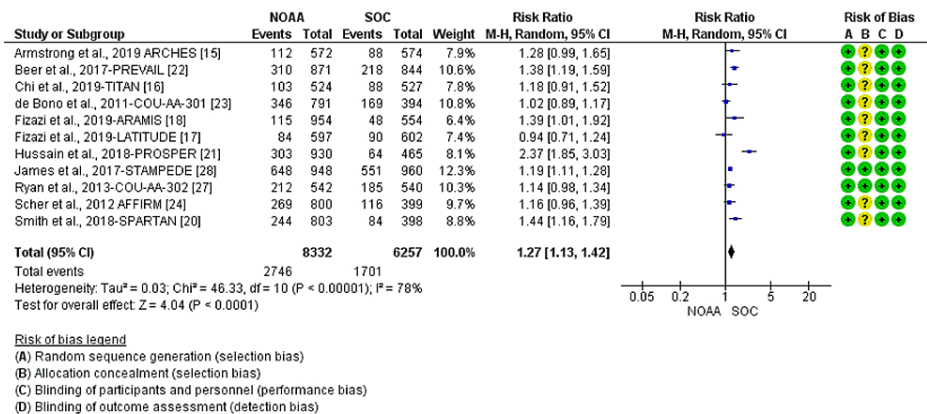 NOAA SOC Risk Ratio Risk Ratio Risk of Bias
Study or Subgroup Events Total Events Total Weight M-H, Random, 95% CI M-H, Random, 95% CI A B C D
Armstrong et al., 2019 ARCHES [15] 112 572 88 574 7.9% 1.28 [0.99, 1.65] + ? + +
Beer et al., 2017-PREVAIL [22] 310 871 218 844 10.6% 1.38 [1.19, 1.59] + ? + +
Chi et al., 2019-TITAN [16] 103 524 88 527 7.7% 1.18 [0.91, 1.52] + ? + +
de Bono et al., 2011-COU-AA-301 [23] 346 791 169 394 10.8% 1.02 [0.89, 1.17] + ? + +
Fizazi et al., 2019-ARAMIS [18] 115 954 48 554 6.6% 1.39 [1.01, 1.92] + ? + +
Fizazi et al., 2019-LATITUDE [17] 84 597 90 602 7.4% 0.94 [0.71, 1.24] + ? + +
Hussain et al., 2018-PROSPER [21] 303 930 64 465 8.1% 2.37 [1.85, 3.03] + ? + +
James et al., 2017-STAMPEDE [28] 648 948 551 960 12.3% 1.19 [1.11, 1.28] + + + +
Ryan et al., 2013-COU-AA-302 [27] 212 542 185 540 10.3% 1.14 [0.98, 1.34] + ? + +
Scher et al., 2012 AFFIRM [24] 269 800 116 399 9.5% 1.16 [0.96, 1.39] + ? + +
Smith et al., 2018-SPARTAN [20] 244 803 84 398 8.8% 1.44 [1.16, 1.79] + ? + +
Total (95% CI) 8332 6257 100.0% 1.27 [1.13, 1.42]
Total events 2746 1701
Heterogeneity: Tau² = 0.03; Chi² = 46.33, df = 10 (P < 0.00001); I² = 78%
Test for overall effect: Z = 4.04 (P < 0.0001)
0.05 0.2 1 5 20
NOAA SOC
Risk of bias legend
(A) Random sequence generation (selection bias)
(B) Allocation concealment (selection bias)
(C) Blinding of participants and personnel (performance bias)
(D) Blinding of outcome assessment (detection bias)